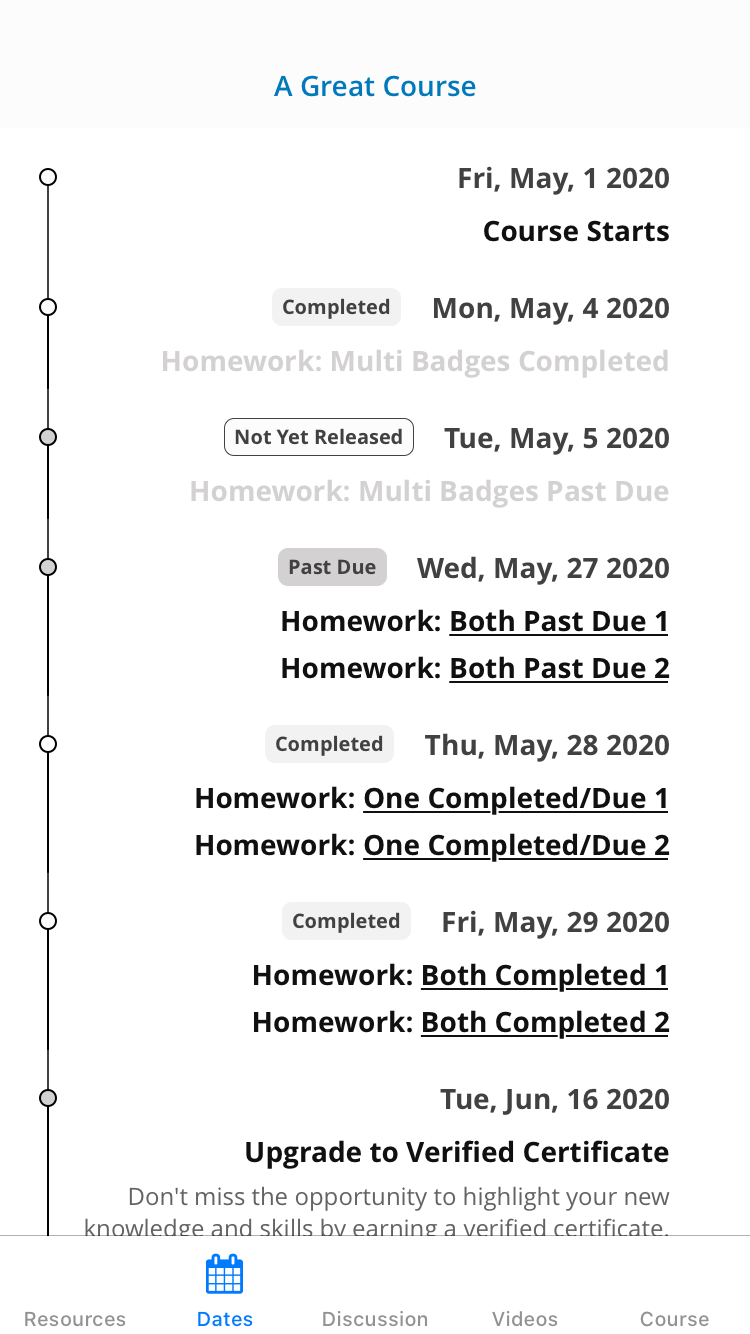 A Great Course
Fri, May, 1 2020
Course Starts
Completed Mon, May, 4 2020
Homework: Multi Badges Completed
Not Yet Released Tue, May, 5 2020
Homework: Multi Badges Past Due
Past Due Wed, May, 27 2020
Homework: Both Past Due 1
Homework: Both Past Due 2
Completed Thu, May, 28 2020
Homework: One Completed/Due 1
Homework: One Completed/Due 2
Completed Fri, May, 29 2020
Homework: Both Completed 1
Homework: Both Completed 2
Tue, Jun, 16 2020
Upgrade to Verified Certificate
Don't miss the opportunity to highlight your new
knowledge and skills by earning a verified certificate.
Resources Dates Discussion Videos Course